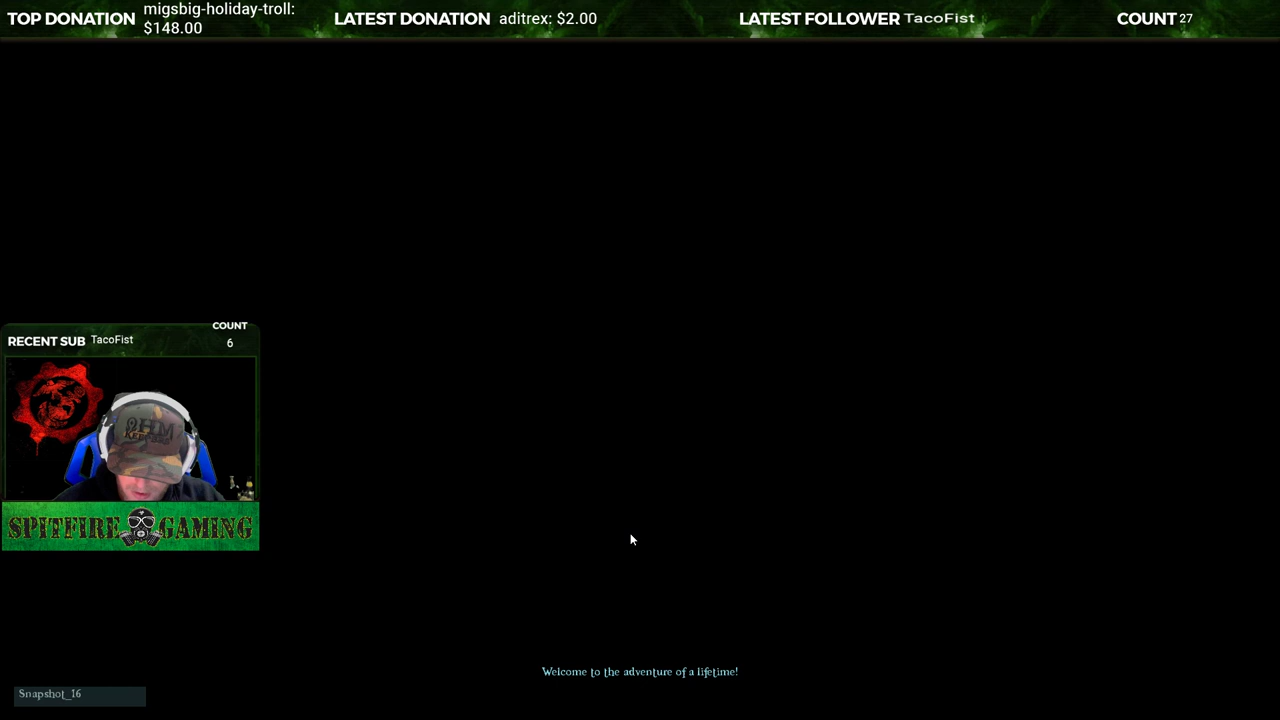 TOP DONATION
migsbig-holiday-troll:
$148.00
LATEST DONATION aditrex: $2.00
LATEST FOLLOWER TacoFist
COUNT 27
COUNT
RECENT SUB TacoFist
6
SPITFIRE GAMING
Welcome to the adventure of a lifetime!
Snapshot_16